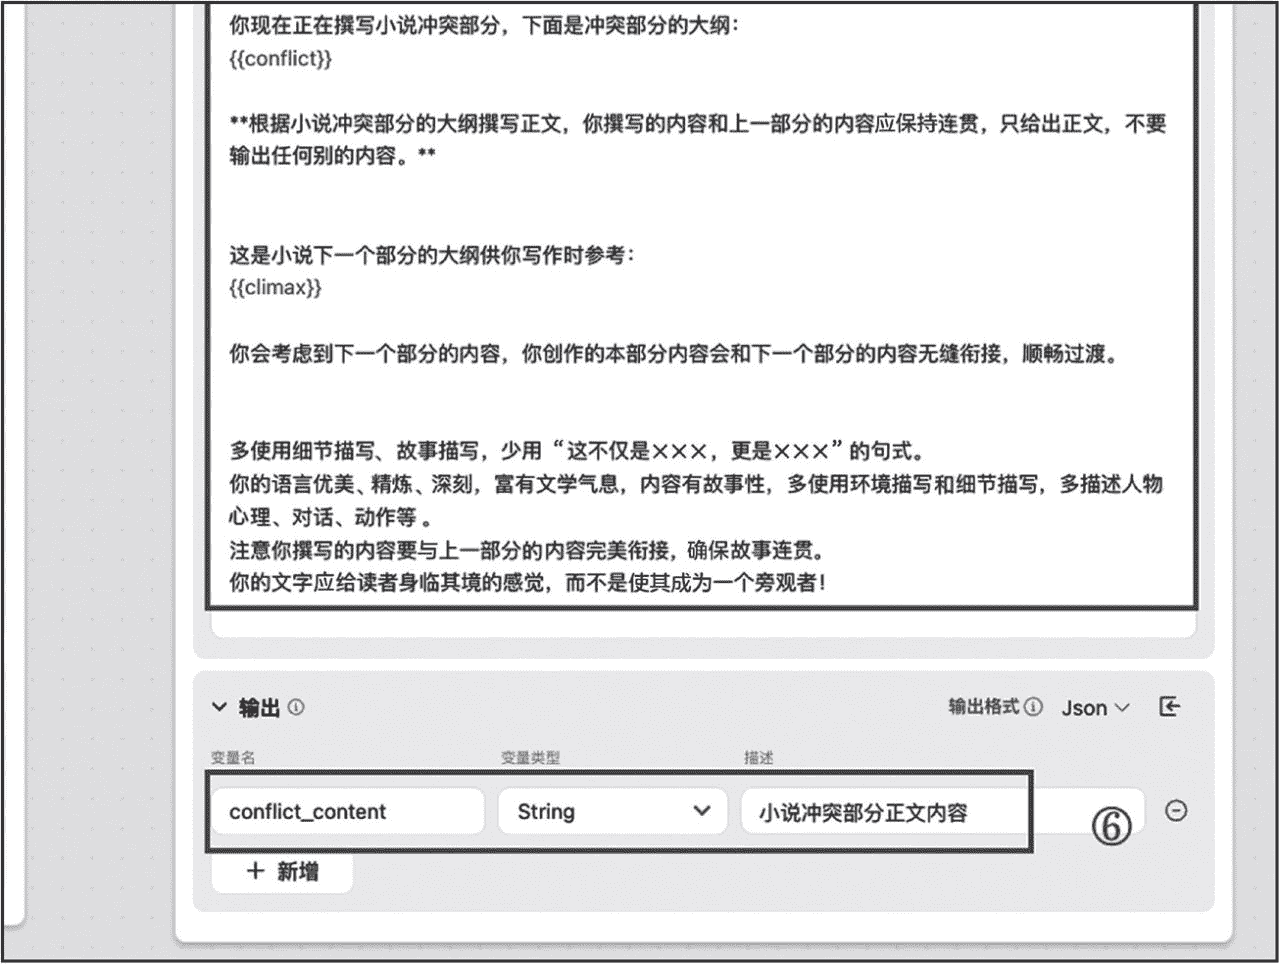 你现在正在撰写小说冲突部分，下面是冲突部分的大纲：
{{conflict}}
**根据小说冲突部分的大纲撰写正文，你撰写的内容和上一部分的内容应保持连贯，只给出正文，不要
输出任何别的内容。**
这是小说下一个部分的大纲供你写作时参考：
{{climax}}
你会考虑到下一个部分的内容，你创作的本部分内容会和下一个部分的内容无缝衔接，顺畅过渡。
多使用细节描写、故事描写，少用“这不仅是×××，更是×××”的句式。
你的语言优美、精炼、深刻，富有文学气息，内容有故事性，多使用环境描写和细节描写，多描述人物
心理、对话、动作等 。
注意你撰写的内容要与上一部分的内容完美衔接，确保故事连贯。
你的文字应给读者身临其境的感觉，而不是使其成为一个旁观者！
输出 输出格式 Json
变量名 变量类型 描述
conflict_content String 小说冲突部分正文内容 ⑥
+ 新增